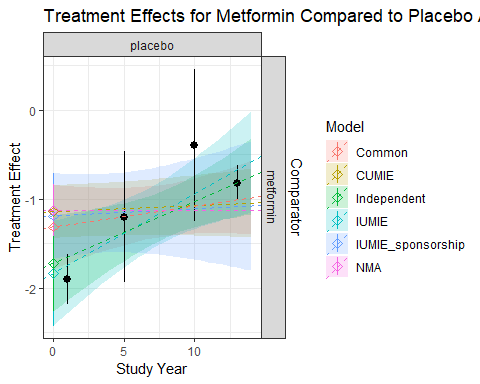 Treatment Effects for Metformin Compared to Placebo
placebo
0
-1
-2
Treatment Effect
0
5
10
Study Year
metformin
Comparator
Model
Common
CUMIE
Independent
IUMIE
IUMIE_sponsorship
NMA